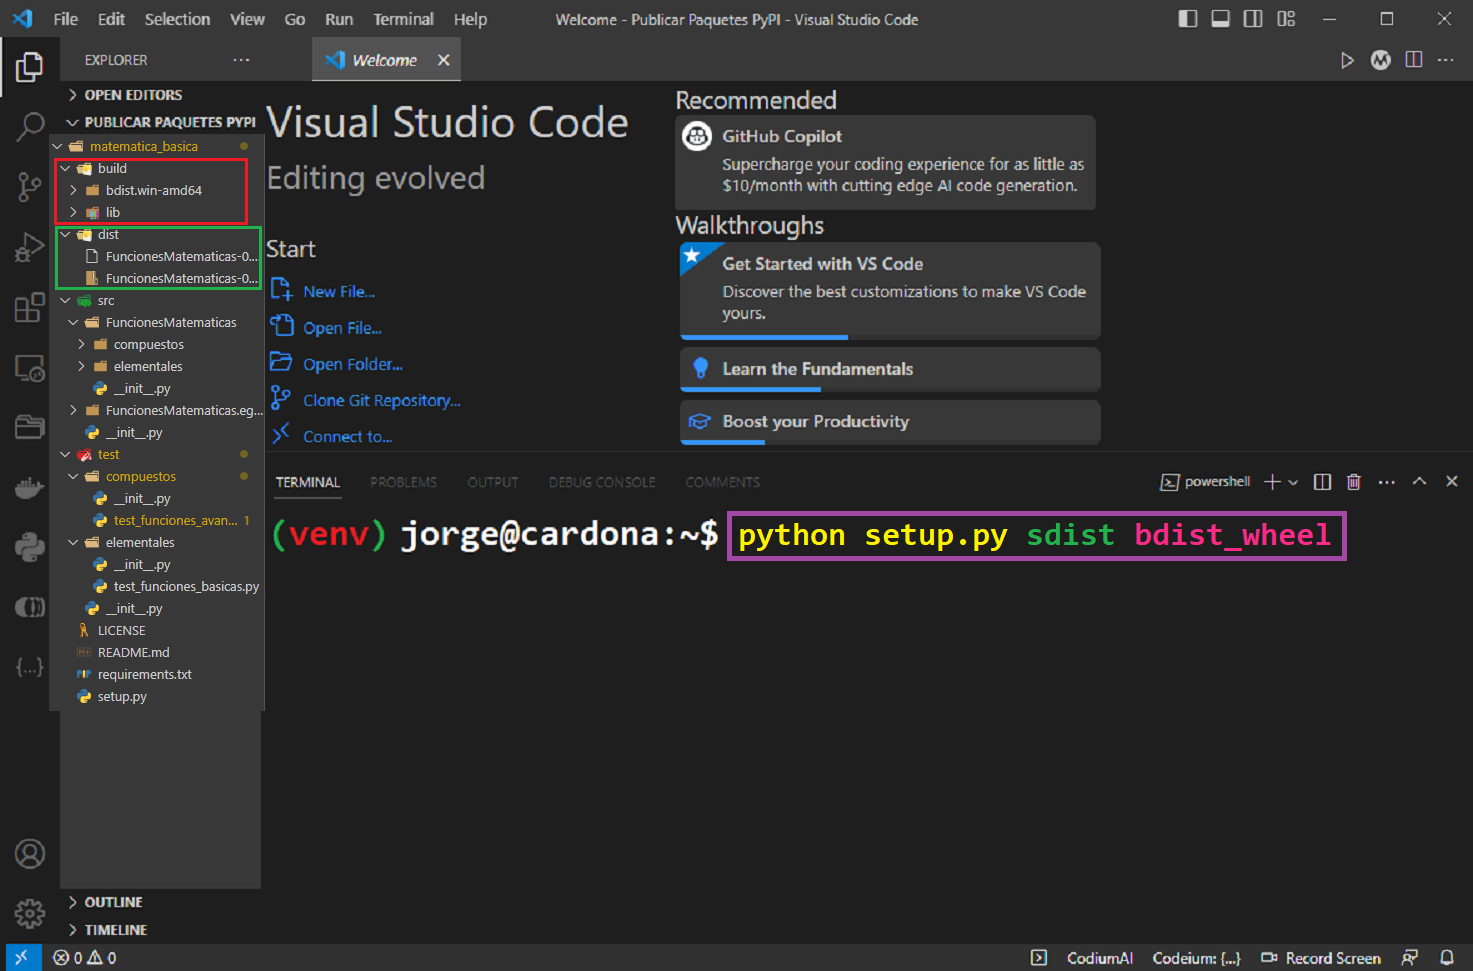 File Edit Selection View Go Run Terminal Help
Welcome - Publicar Paquetes PyPI - Visual Studio Code
EXPLORER
Welcome
OPEN EDITORS
PUBLICAR PAQUETES PYPI
matematica_basica
build
bdist.win-amd64
lib
dist
FuncionesMatematicas-0...
FuncionesMatematicas-0...
src
FuncionesMatematicas
compuestos
elementales
__init__.py
FuncionesMatematicas.eg...
__init__.py
test
compuestos
__init__.py
test_funciones_avan... 1
elementales
__init__.py
test_funciones_basicas.py
__init__.py
LICENSE
README.md
requirements.txt
setup.py
OUTLINE
TIMELINE
Visual Studio Code
Editing evolved
Start
New File...
Open File...
Open Folder...
Clone Git Repository...
Connect to...
Recommended
GitHub Copilot
Supercharge your coding experience for as little as
$10/month with cutting edge AI code generation.
Walkthroughs
Get Started with VS Code
Discover the best customizations to make VS Code
yours.
Learn the Fundamentals
Boost your Productivity
TERMINAL PROBLEMS OUTPUT DEBUG CONSOLE COMMENTS
powershell
(venv) jorge@cardona:~$ python setup.py sdist bdist_wheel
0 0
CodiumAI Codeium: {...} Record Screen